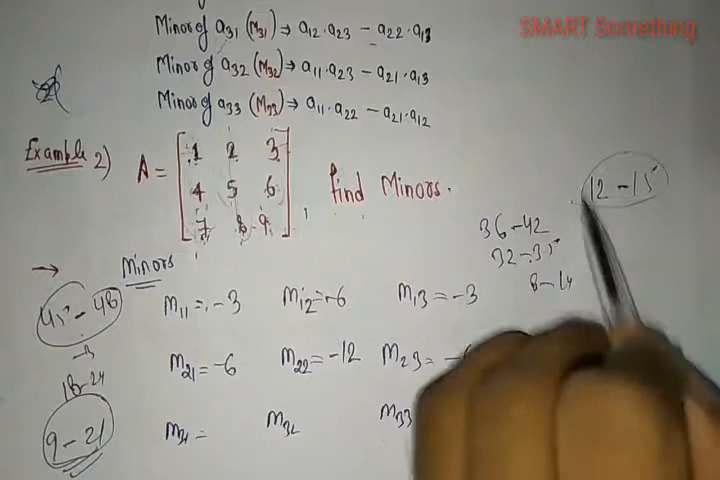 SMART Something
Minor of a31 (M31) ⇒ a12 . a23 − a22 . a13
Minor of a32 (M32) ⇒ a11 . a23 − a21 . a13
Minor of a33 (M33) ⇒ a11 . a22 − a21 . a12
Example 2) A = [1 2 3
4 5 6
7 8 9], find Minors.
12 − 15
36 − 42
32 − 35
8 − 14
→ Minors
45 − 48
−3
18 − 24
9 − 21
M11 = −3 M12 = −6 M13 = −3
M21 = −6 M22 = −12 M23 = −6
M31 = M32 M33